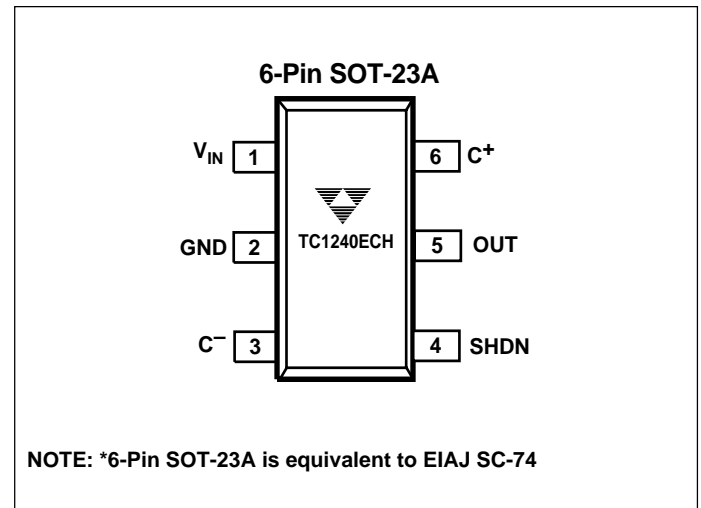 6-Pin SOT-23A
VIN 1
6 C+
TC1240ECH
GND 2
5 OUT
C− 3
4 SHDN
NOTE: *6-Pin SOT-23A is equivalent to EIAJ SC-74